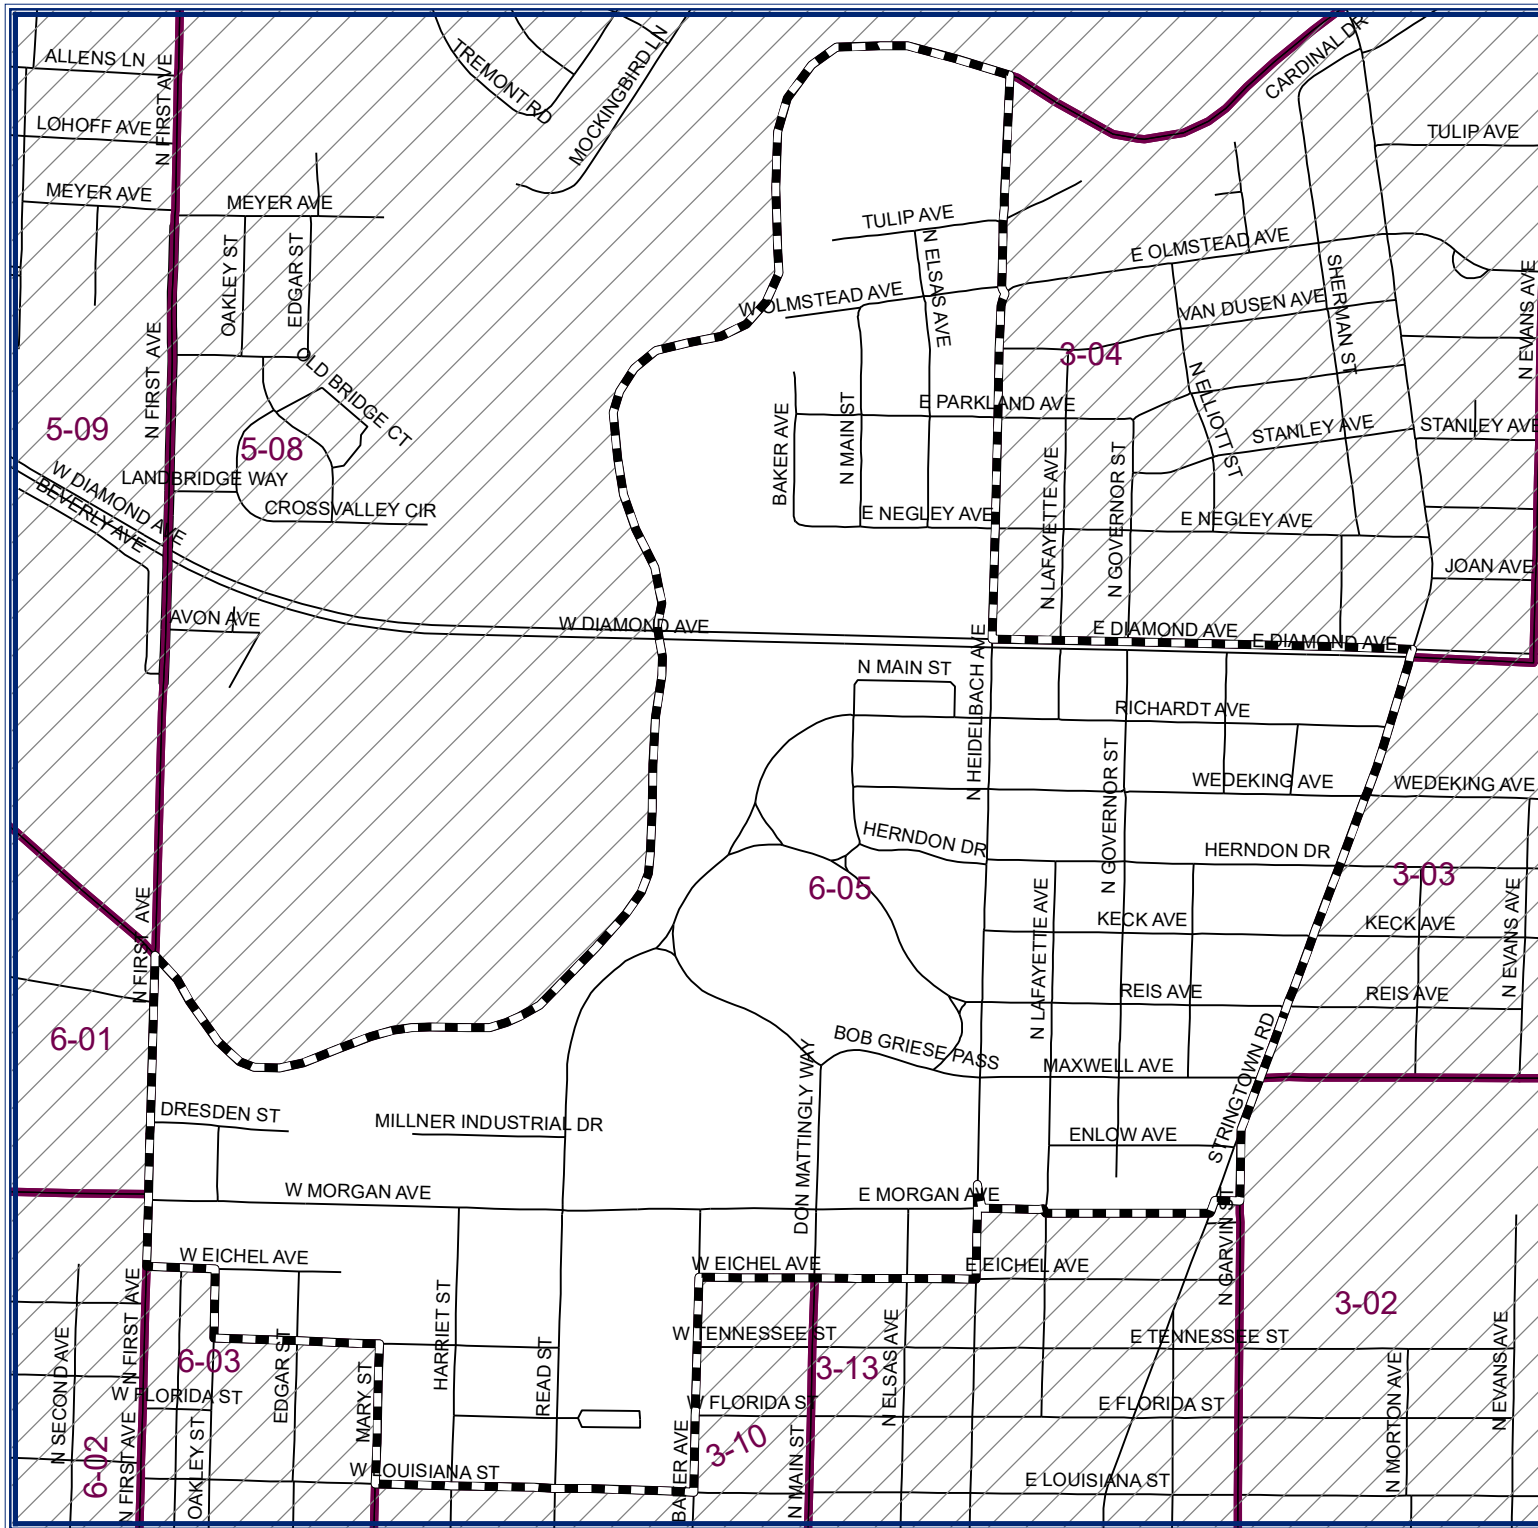 ALLENS LN
N FIRST AVE
TREMONT RD
MOCKINGBIRD LN
CARDINAL DR
LOHOFF AVE
TULIP AVE
MEYER AVE
MEYER AVE
TULIP AVE
N ELSAS AVE
E OLMSTEAD AVE
OAKLEY ST
EDGAR ST
W OLMSTEAD AVE
VAN DUSEN AVE
SHERMAN ST
N EVANS AVE
N FIRST AVE
OLD BRIDGE CT
3-04
N ELLIOTT ST
E PARKLAND AVE
BAKER AVE
N MAIN ST
STANLEY AVE
STANLEY AVE
5-09
5-08
W DIAMOND AVE
BEVERLY AVE
LANDBRIDGE WAY
CROSSVALLEY CIR
E NEGLEY AVE
N LAFAYETTE AVE
N GOVERNOR ST
E NEGLEY AVE
JOAN AVE
AVON AVE
W DIAMOND AVE
E DIAMOND AVE
E DIAMOND AVE
N HEIDELBACH AVE
N MAIN ST
RICHARDT AVE
N GOVERNOR ST
WEDEKING AVE
WEDEKING AVE
HERNDON DR
HERNDON DR
6-05
3-03
N FIRST AVE
N LAFAYETTE AVE
KECK AVE
KECK AVE
N EVANS AVE
REIS AVE
REIS AVE
6-01
BOB GRIESE PASS
DON MATTINGLY WAY
MAXWELL AVE
STRINGTOWN RD
DRESDEN ST
MILLNER INDUSTRIAL DR
ENLOW AVE
W MORGAN AVE
E MORGAN AVE
N GARVIN ST
W EICHEL AVE
W EICHEL AVE
E EICHEL AVE
N FIRST AVE
HARRIET ST
3-02
N SECOND AVE
W TENNESSEE ST
N ELSAS AVE
E TENNESSEE ST
N EVANS AVE
6-03
EDGAR ST
MARY ST
READ ST
3-13
W FLORIDA ST
W FLORIDA ST
E FLORIDA ST
N MORTON AVE
6-02
N FIRST AVE
OAKLEY ST
3-10
BAKER AVE
N MAIN ST
W LOUISIANA ST
E LOUISIANA ST